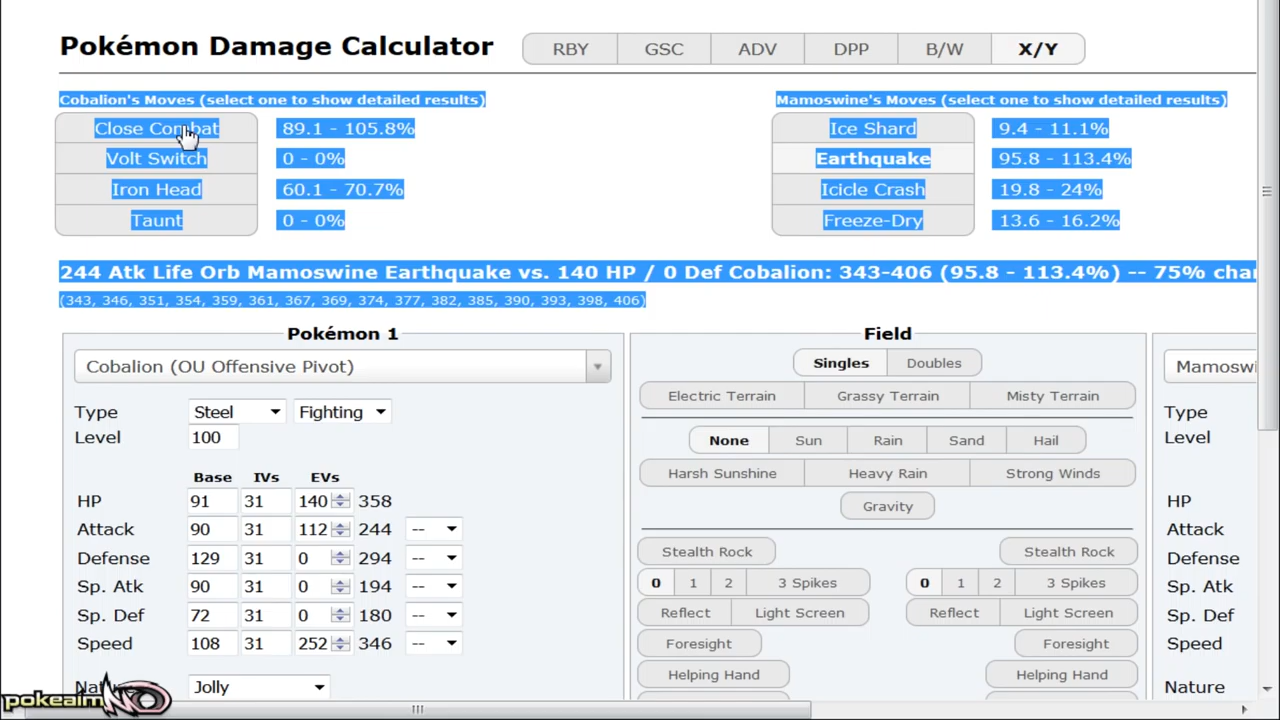 Pokémon Damage Calculator RBY GSC ADV DPP B/W X/Y
Cobalion's Moves (select one to show detailed results) Mamoswine's Moves (select one to show detailed results)
Close Combat 89.1 - 105.8% Ice Shard 9.4 - 11.1%
Volt Switch 0 - 0% Earthquake 95.8 - 113.4%
Iron Head 60.1 - 70.7% Icicle Crash 19.8 - 24%
Taunt 0 - 0% Freeze-Dry 13.6 - 16.2%
244 Atk Life Orb Mamoswine Earthquake vs. 140 HP / 0 Def Cobalion: 343-406 (95.8 - 113.4%) -- 75%
(343, 346, 351, 354, 359, 361, 367, 369, 374, 377, 382, 385, 390, 393, 398, 406)
Pokémon 1 Field
Cobalion (OU Offensive Pivot) Singles Doubles
Electric Terrain Grassy Terrain Misty Terrain
Type Steel Fighting Type
Level 100 None Sun Rain Sand Hail Level
Base IVs EVs Harsh Sunshine Heavy Rain Strong Winds
HP 91 31 140 358 Gravity HP
Attack 90 31 112 244 -- Attack
Defense 129 31 0 294 -- Stealth Rock Stealth Rock Defense
Sp. Atk 90 31 0 194 -- 0 1 2 3 Spikes 0 1 2 3 Spikes Sp. Atk
Sp. Def 72 31 0 180 -- Reflect Light Screen Reflect Light Screen Sp. Def
Speed 108 31 252 346 -- Foresight Foresight Speed
Helping Hand Helping Hand
Jolly Nature
pokeaimMD